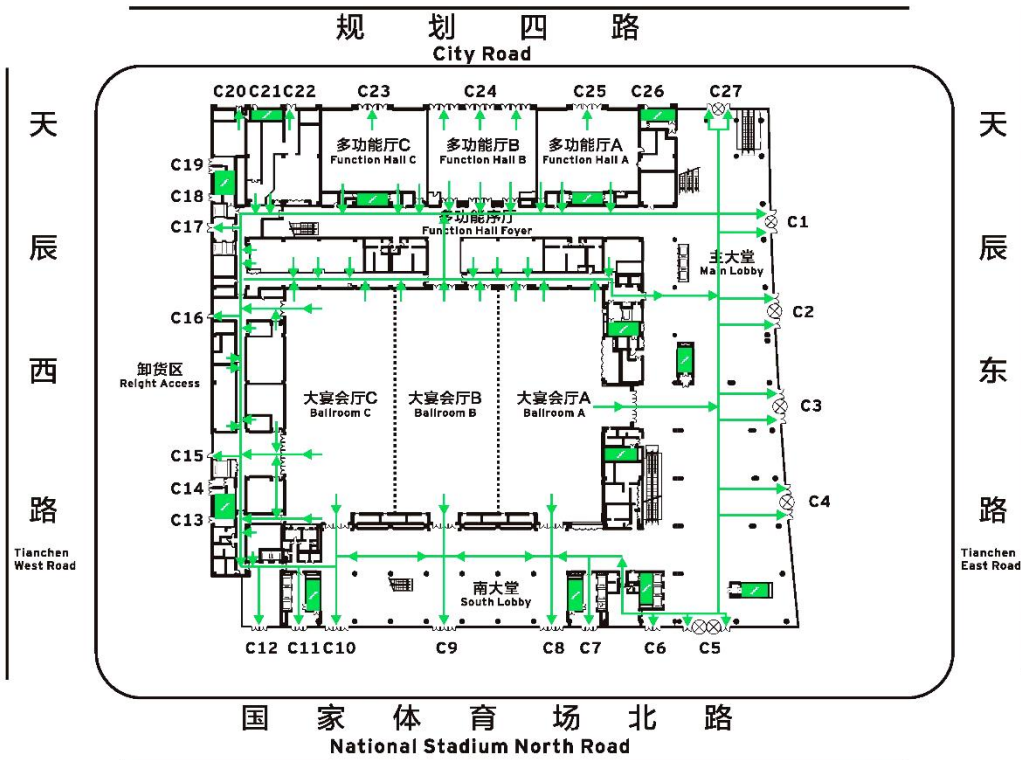 规划四路
City Road
天辰西路
Tianchen
West Road
天辰东路
Tianchen
East Road
C20 C21 C22 C23 C24 C25 C26 C27
多功能厅C
Function Hall C
多功能厅B
Function Hall B
多功能厅A
Function Hall A
C19
C18
C17
多功能序厅
Function Hall Foyer
C1
主大堂
Main Lobby
C16
C2
卸货区
Reight Access
大宴会厅C
Ballroom C
大宴会厅B
Ballroom B
大宴会厅A
Ballroom A
C3
C15
C14
C13
C4
南大堂
South Lobby
C12 C11 C10 C9 C8 C7 C6 C5
国家体育场北路
National Stadium North Road